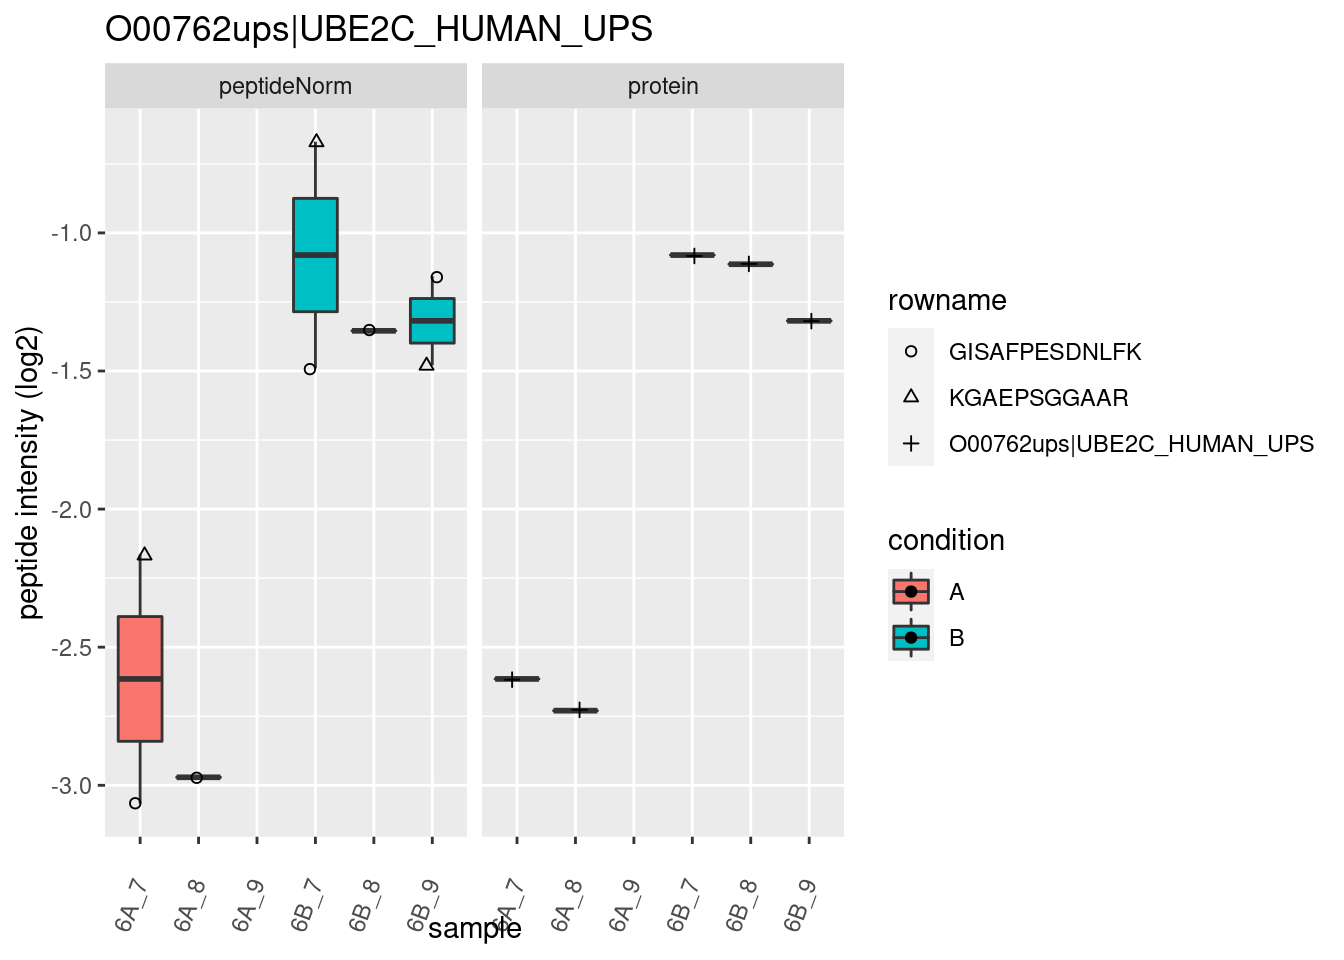 O00762ups|UBE2C_HUMAN_UPS
peptideNorm
protein
peptide intensity (log2)
-1.0
-1.5
-2.0
-2.5
-3.0
6A_7
6A_8
6A_9
6B_7
6B_8
6B_9
6A_7
6A_8
6A_9
6B_7
6B_8
6B_9
sample
rowname
GISAFPESDNLFK
KGAEPSGGAAR
O00762ups|UBE2C_HUMAN_UPS
condition
A
B